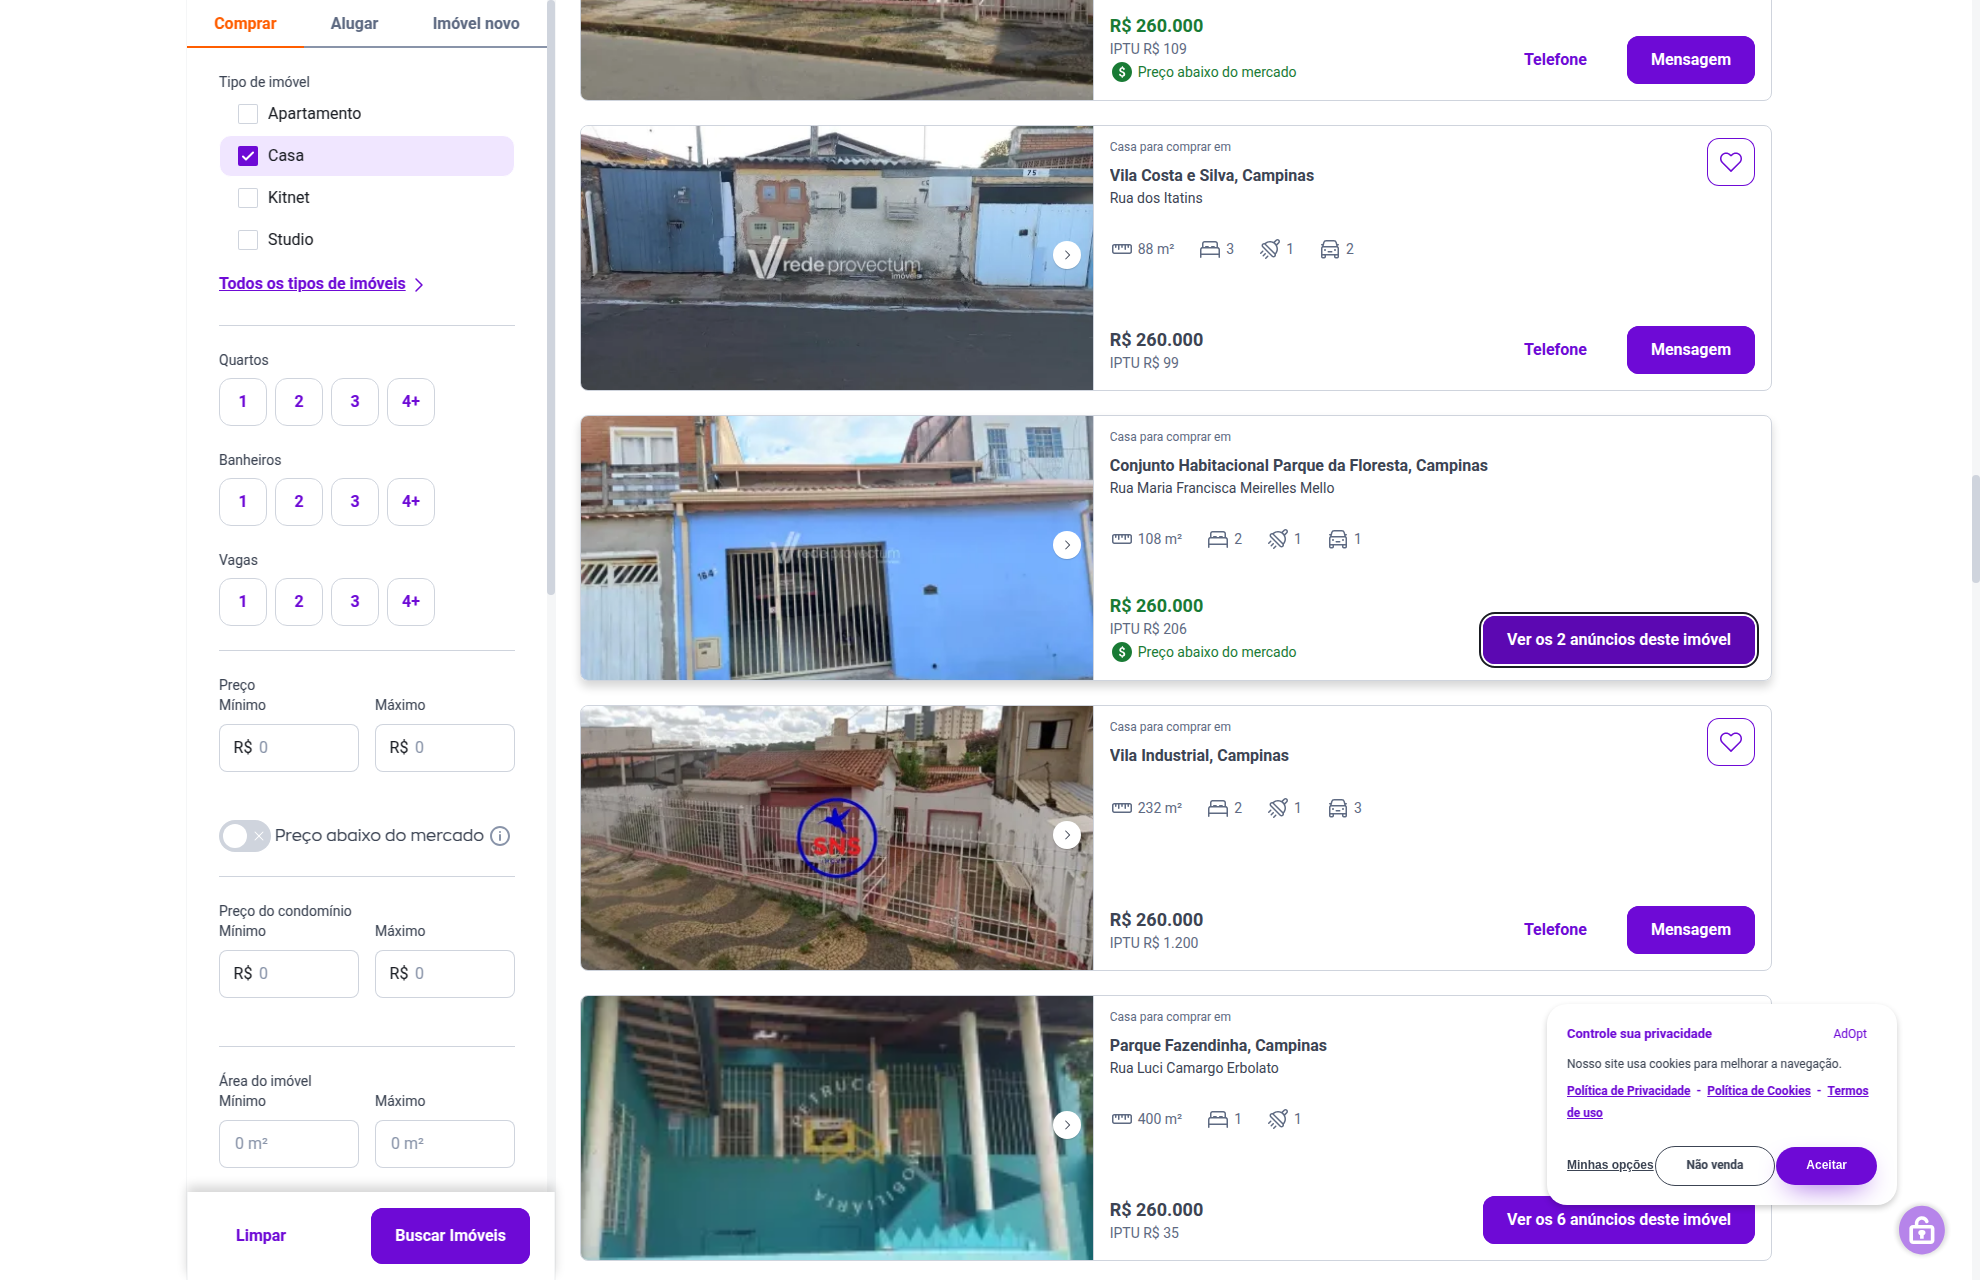 Comprar
Alugar
Imóvel novo
Tipo de imóvel
Apartamento
Casa
Kitnet
Studio
Todos os tipos de imóveis
Quartos
1 2 3 4+
Banheiros
1 2 3 4+
Vagas
1 2 3 4+
Preço
Mínimo Máximo
R$ 0 R$ 0
Preço abaixo do mercado
Preço do condomínio
Mínimo Máximo
R$ 0 R$ 0
Área do imóvel
Mínimo Máximo
0 m² 0 m²
Limpar
Buscar Imóveis
R$ 260.000
IPTU R$ 109
$ Preço abaixo do mercado
Telefone
Mensagem
75
rede provectum
imóveis
Casa para comprar em
Vila Costa e Silva, Campinas
Rua dos Itatins
88 m² 3 1 2
R$ 260.000
IPTU R$ 99
Telefone
Mensagem
164
rede provectum
Casa para comprar em
Conjunto Habitacional Parque da Floresta, Campinas
Rua Maria Francisca Meirelles Mello
108 m² 2 1 1
R$ 260.000
IPTU R$ 206
$ Preço abaixo do mercado
Ver os 2 anúncios deste imóvel
SNS
Casa para comprar em
Vila Industrial, Campinas
232 m² 2 1 3
R$ 260.000
IPTU R$ 1.200
Telefone
Mensagem
PETRUCCI
IMOBILIÁRIA
Casa para comprar em
Parque Fazendinha, Campinas
Rua Luci Camargo Erbolato
400 m² 1 1
R$ 260.000
IPTU R$ 35
Ver os 6 anúncios deste imóvel
Controle sua privacidade
AdOpt
Nosso site usa cookies para melhorar a navegação.
Política de Privacidade - Política de Cookies - Termos
de uso
Minhas opções
Não venda
Aceitar